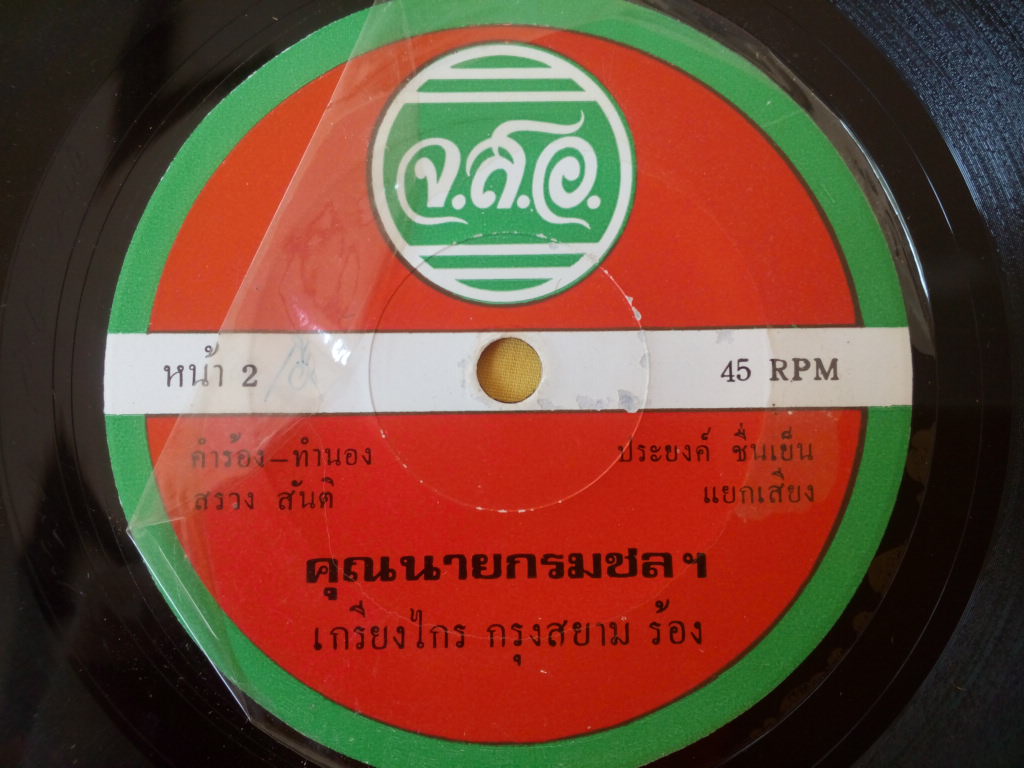 จ.ส.อ.
หน้า 2
45 RPM
คำร้อง-ทำนอง
สรวง สันติ
ประยงค์ ชื่นเย็น
แยกเสียง
คุณนายกรมชลฯ
เกรียงไกร กรุงสยาม ร้อง